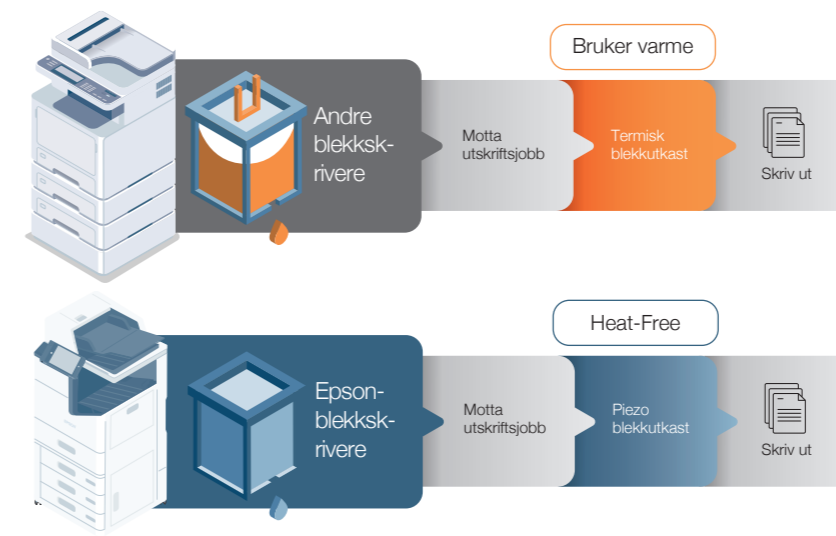 Bruker varme
Andre
blekksk-
rivere
Motta
utskriftsjobb
Termisk
blekkutkast
Skriv ut
Heat-Free
Epson-
blekksk-
rivere
Motta
utskriftsjobb
Piezo
blekkutkast
Skriv ut